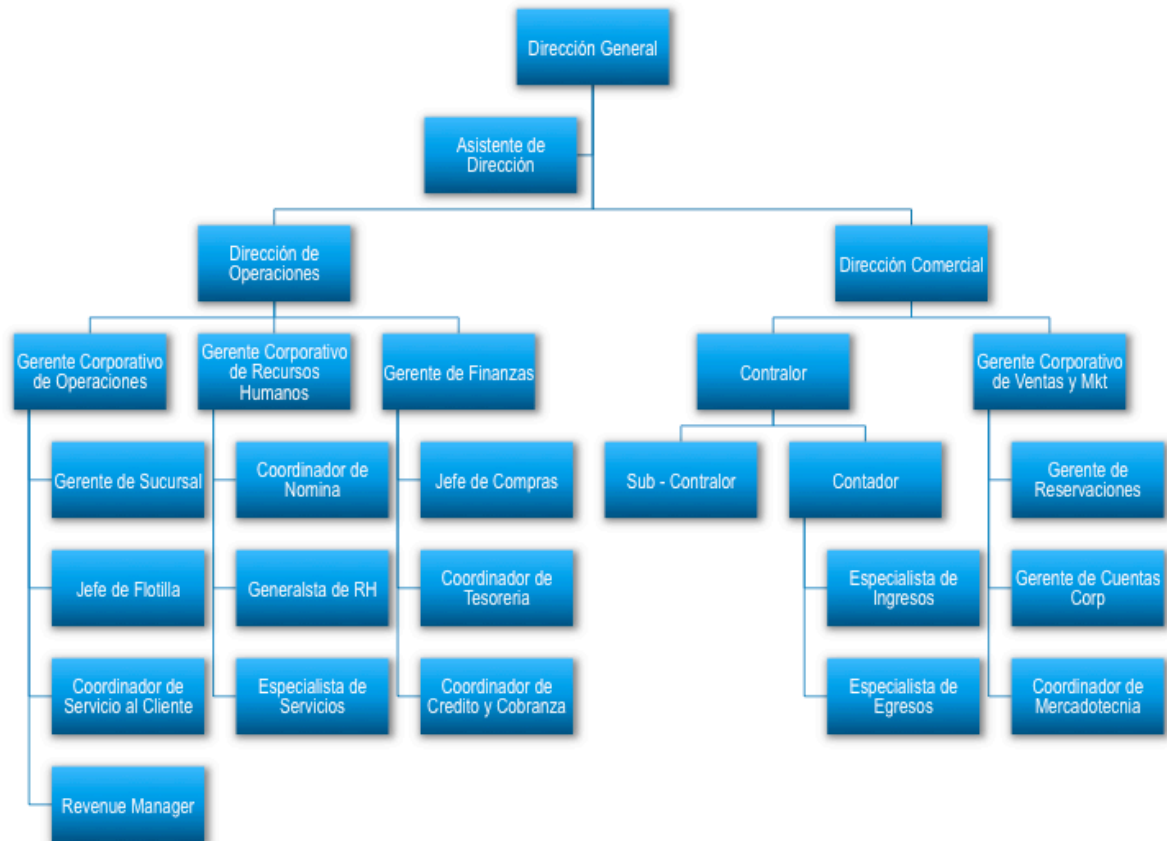 Dirección General
Asistente de
Dirección
Dirección de
Operaciones
Dirección Comercial
Gerente Corporativo
de Operaciones
Gerente Corporativo
de Recursos
Humanos
Gerente de Finanzas
Contralor
Gerente Corporativo
de Ventas y Mkt
Gerente de Sucursal
Coordinador de
Nomina
Jefe de Compras
Sub - Contralor
Contador
Gerente de
Reservaciones
Jefe de Flotilla
Generalsta de RH
Coordinador de
Tesoreria
Especialista de
Ingresos
Gerente de Cuentas
Corp
Coordinador de
Servicio al Cliente
Especialista de
Servicios
Coordinador de
Credito y Cobranza
Especialista de
Egresos
Coordinador de
Mercadotecnia
Revenue Manager